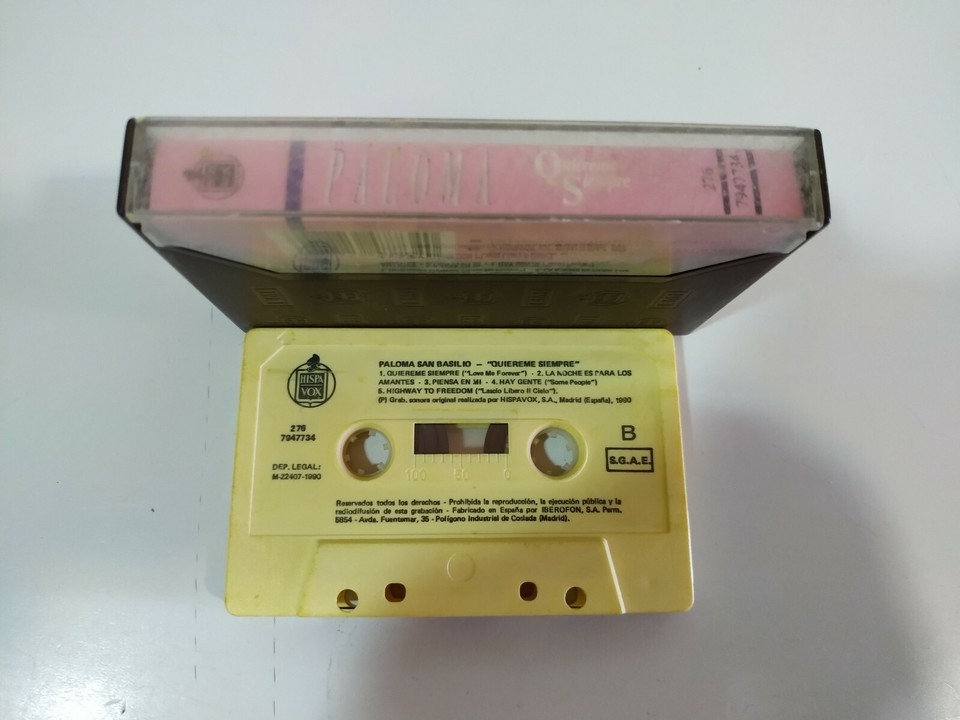 PALOMA
Quiereme
Siempre
276
7947734
HISPA
VOX
PALOMA SAN BASILIO — "QUIEREME SIEMPRE"
1. QUIEREME SIEMPRE ("Love Me Forever") - 2. LA NOCHE ES PARA LOS
AMANTES - 3. PIENSA EN MI - 4. HAY GENTE ("Some People")
5. HIGHWAY TO FREEDOM ("Lascio Libero Il Cielo").
(P) Grab. sonora original realizada por HISPAVOX, S.A., Madrid (España), 1990
276
7947734
B
DEP. LEGAL:
M-22407-1990
S.G.A.E.
100 50 0
Reservados todos los derechos - Prohibida la reproducción, la ejecución pública y la
radiodifusión de esta grabación - Fabricado en España por IBEROFON, S.A. Perm.
5854 - Avda. Fuentemar, 35 - Polígono Industrial de Coslada (Madrid).